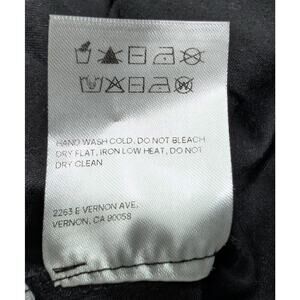 HAND WASH COLD, DO NOT BLEACH
DRY FLAT, IRON LOW HEAT, DO NOT
DRY CLEAN
2263 E VERNON AVE,
VERNON, CA 90058